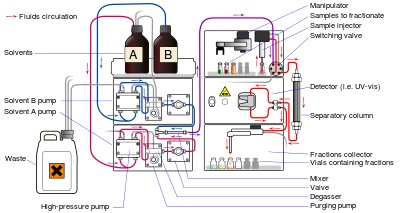 Fluids circulation
Manipulator
Samples to fractionate
Sample injector
Switching valve
A
B
Solvents
Detector (i.e. UV-vis)
Solvent B pump
Solvent A pump
Separatory column
Waste
Fractions collector
Vials containing fractions
Mixer
Valve
Degasser
High-pressure pump
Purging pump